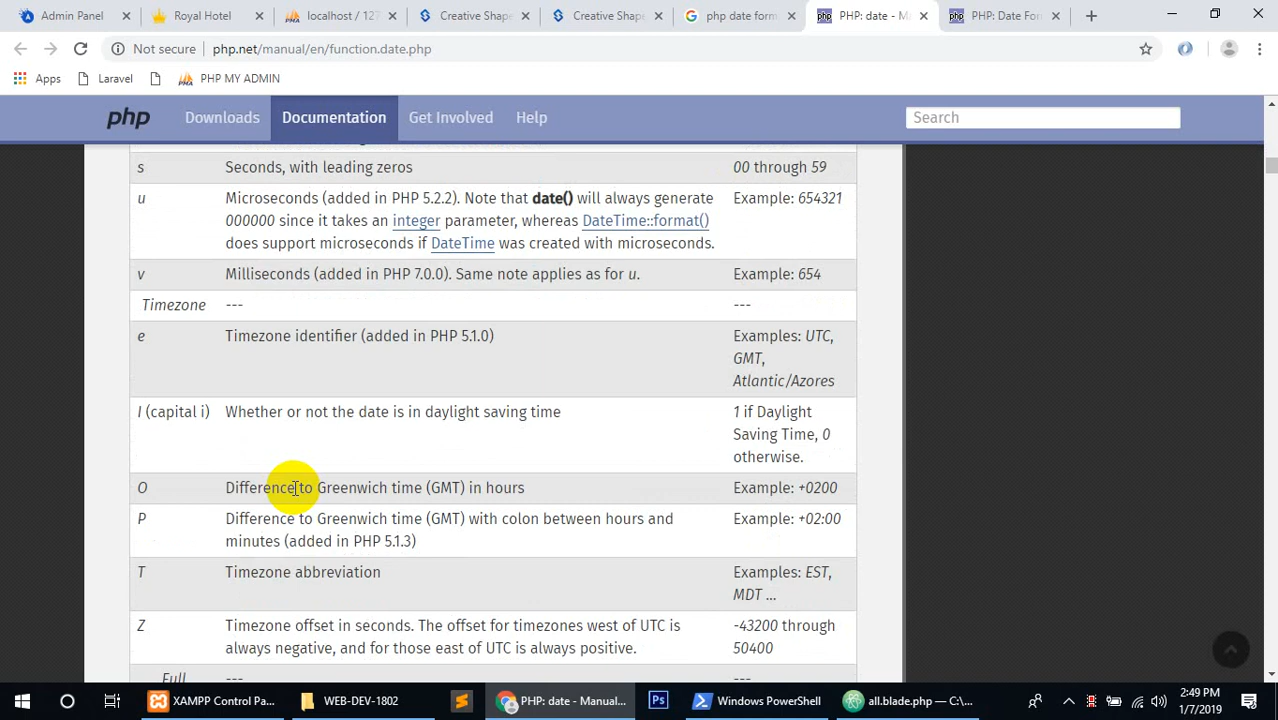 Admin Panel
Royal Hotel
localhost / 127
Creative Shape
Creative Shape
php date form
PHP: date - Ma
PHP: Date For
Not secure
php.net/manual/en/function.date.php
Apps
Laravel
PHP MY ADMIN
php
Downloads
Documentation
Get Involved
Help
Search
s
Seconds, with leading zeros
00 through 59
u
Microseconds (added in PHP 5.2.2). Note that date() will always generate
000000 since it takes an integer parameter, whereas DateTime::format()
does support microseconds if DateTime was created with microseconds.
Example: 654321
v
Milliseconds (added in PHP 7.0.0). Same note applies as for u.
Example: 654
Timezone
---
---
e
Timezone identifier (added in PHP 5.1.0)
Examples: UTC,
GMT,
Atlantic/Azores
I (capital i)
Whether or not the date is in daylight saving time
1 if Daylight
Saving Time, 0
otherwise.
O
Difference to Greenwich time (GMT) in hours
Example: +0200
P
Difference to Greenwich time (GMT) with colon between hours and
minutes (added in PHP 5.1.3)
Example: +02:00
T
Timezone abbreviation
Examples: EST,
MDT ...
Z
Timezone offset in seconds. The offset for timezones west of UTC is
always negative, and for those east of UTC is always positive.
-43200 through
50400
Full
---
---
XAMPP Control Pa...
WEB-DEV-1802
PHP: date - Manual...
Ps
Windows PowerShell
all.blade.php — C:\...
2:49 PM
1/7/2019